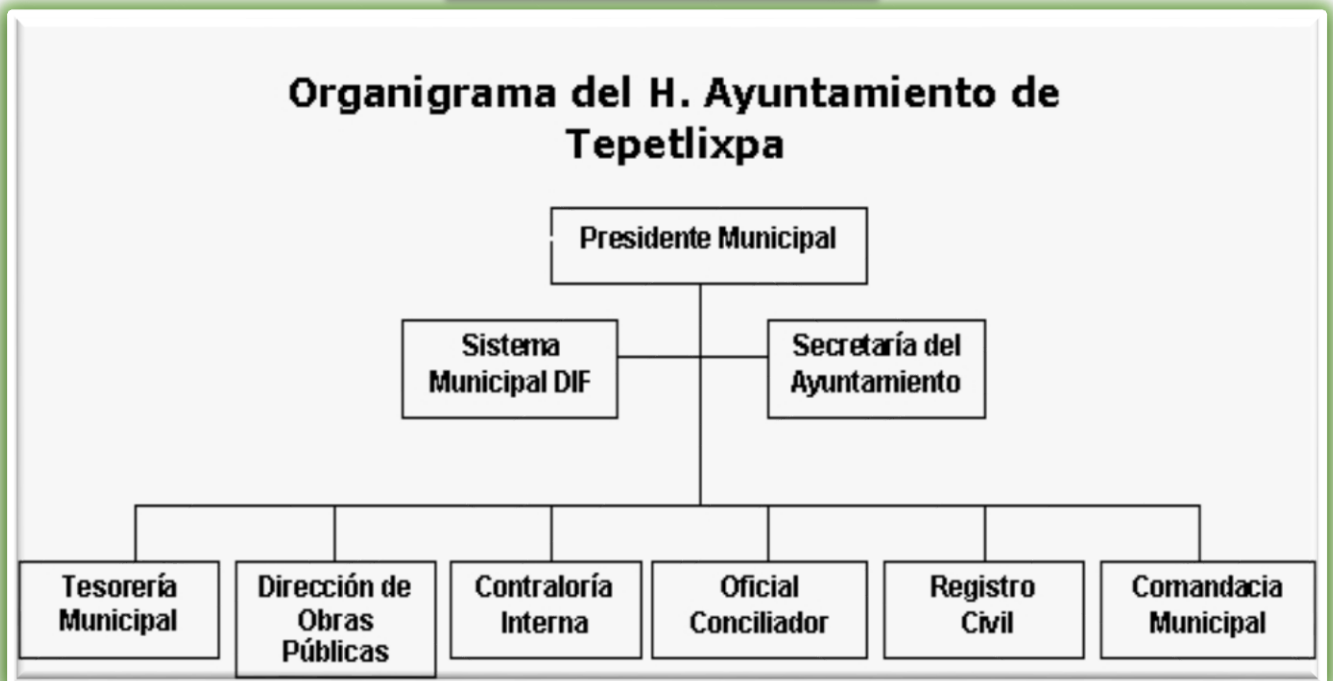 Organigrama del H. Ayuntamiento de
Tepetlixpa
Presidente Municipal
Sistema
Municipal DIF
Secretaría del
Ayuntamiento
Tesorería
Municipal
Dirección de
Obras
Públicas
Contraloría
Interna
Oficial
Conciliador
Registro
Civil
Comandacia
Municipal